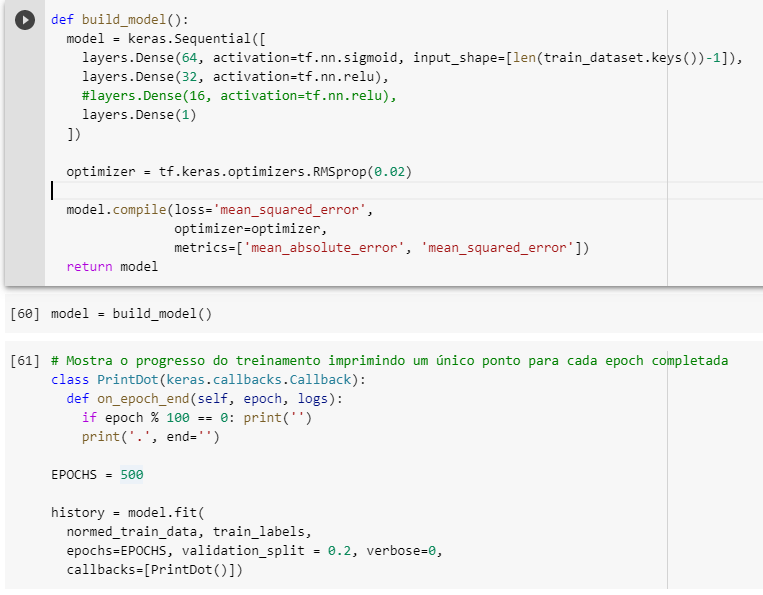 def build_model():
  model = keras.Sequential([
    layers.Dense(64, activation=tf.nn.sigmoid, input_shape=[len(train_dataset.keys())-1]),
    layers.Dense(32, activation=tf.nn.relu),
    #layers.Dense(16, activation=tf.nn.relu),
    layers.Dense(1)
  ])
  optimizer = tf.keras.optimizers.RMSprop(0.02)
  model.compile(loss='mean_squared_error',
                optimizer=optimizer,
                metrics=['mean_absolute_error', 'mean_squared_error'])
  return model
[60] model = build_model()
[61] # Mostra o progresso do treinamento imprimindo um único ponto para cada epoch completada
class PrintDot(keras.callbacks.Callback):
  def on_epoch_end(self, epoch, logs):
    if epoch % 100 == 0: print('')
    print('.', end='')
EPOCHS = 500
history = model.fit(
  normed_train_data, train_labels,
  epochs=EPOCHS, validation_split = 0.2, verbose=0,
  callbacks=[PrintDot()])